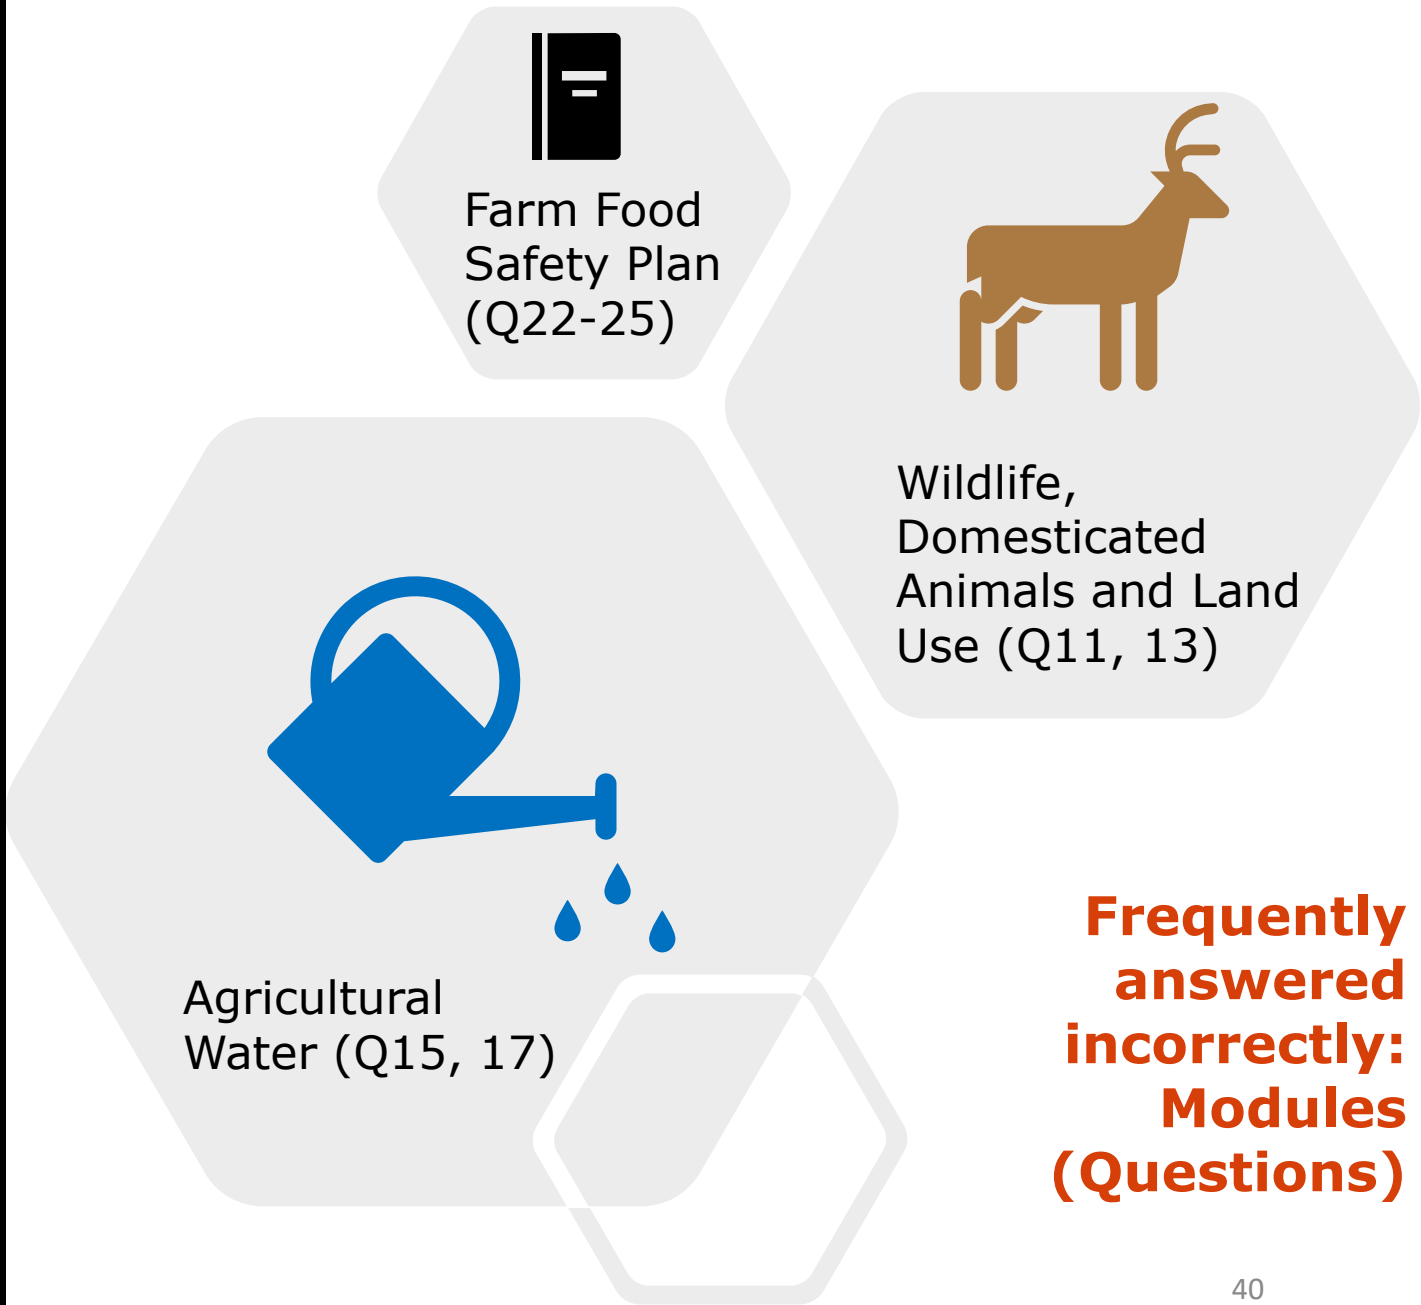 Farm Food
Safety Plan
(Q22-25)
Wildlife,
Domesticated
Animals and Land
Use (Q11, 13)
Agricultural
Water (Q15, 17)
Frequently
answered
incorrectly:
Modules
(Questions)
40